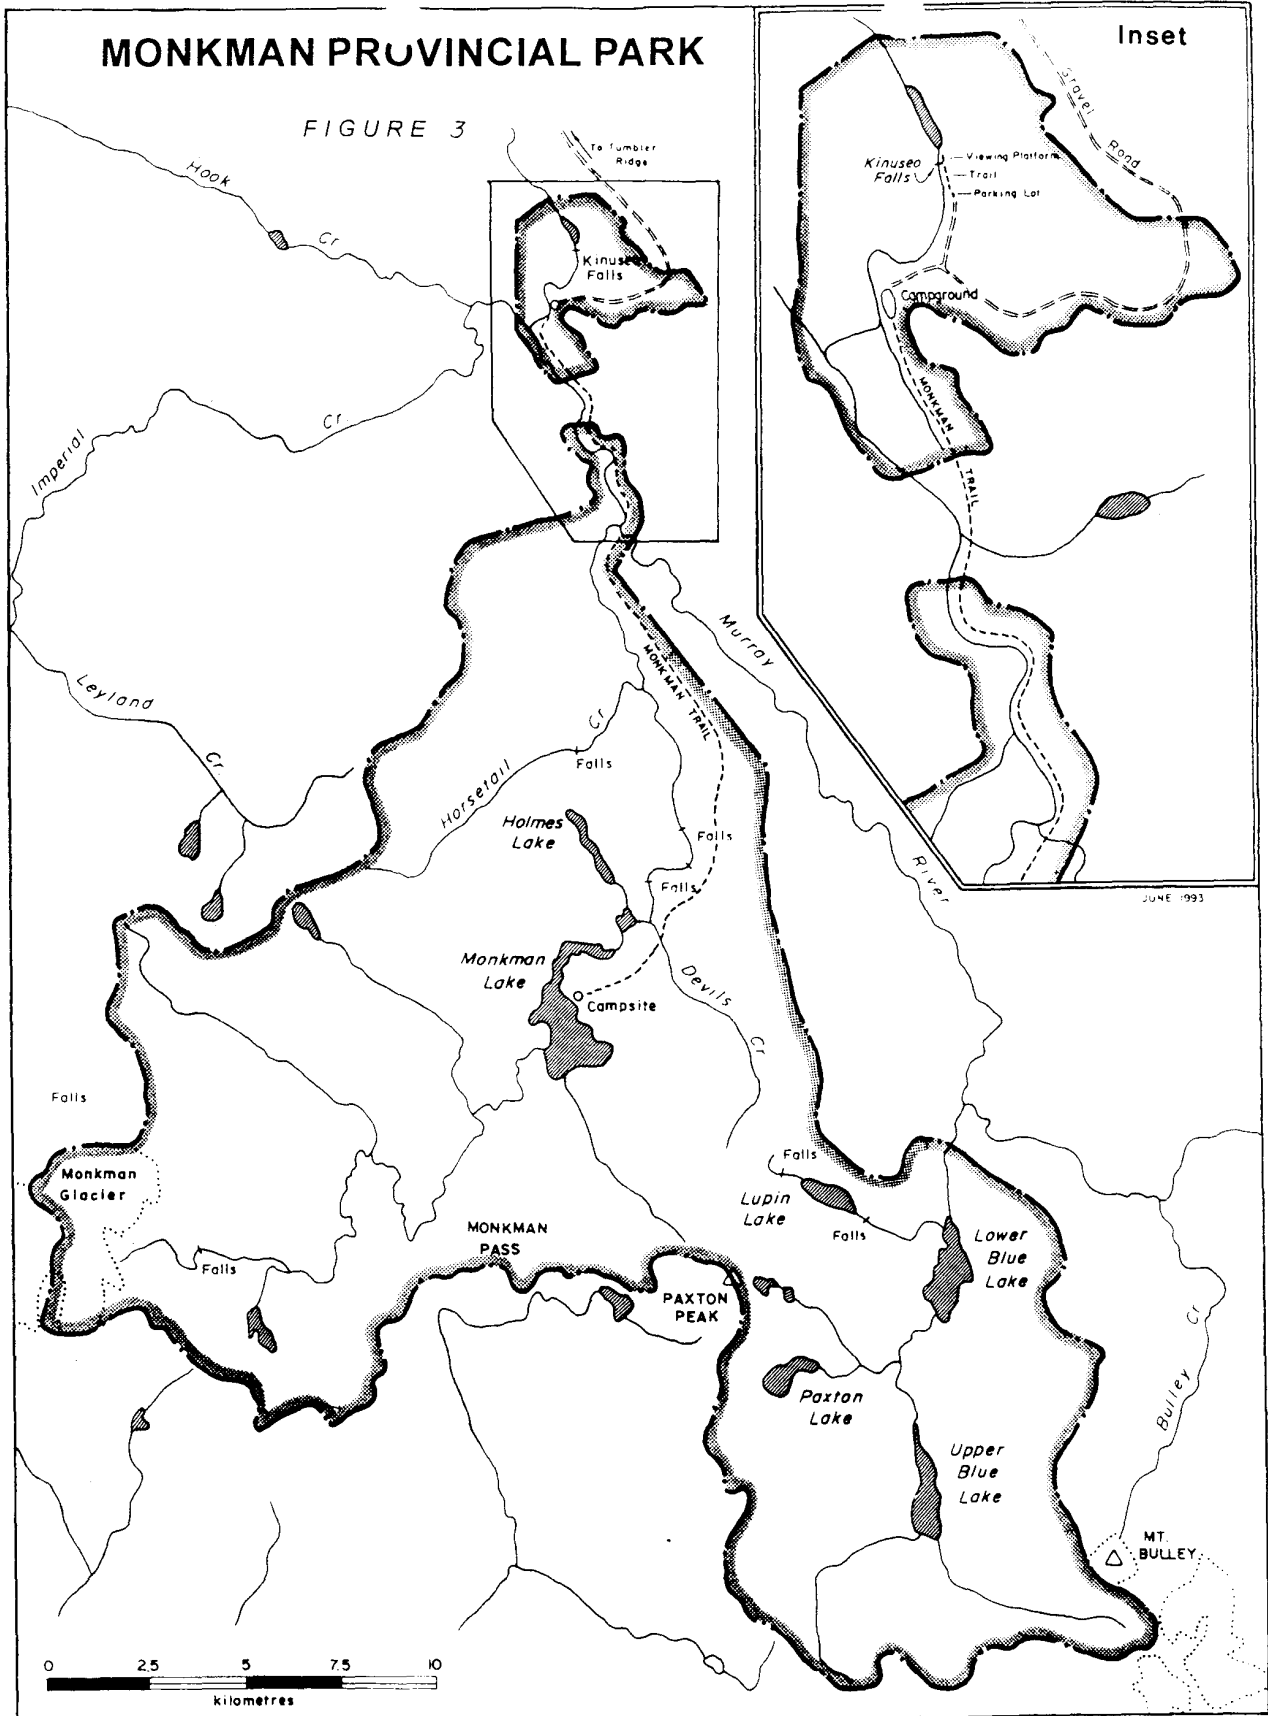 MONKMAN PROVINCIAL PARK
FIGURE 3
Inset
To Tumbler
Ridge
Gravel
Road
Kinuseo
Falls
Viewing Platform
Trail
Parking Lot
Campground
MONKMAN
TRAIL
Hook
Cr
Kinuseo
Falls
Imperial
Cr.
Leyland
Cr.
Murray
River
MONKMAN
TRAIL
Horsetail
Cr
Falls
Holmes
Lake
Falls
Falls
JUNE 1993
Monkman
Lake
Campsite
Devils
Cr
Falls
Monkman
Glacier
Falls
MONKMAN
PASS
Falls
Lupin
Lake
Falls
Lower
Blue
Lake
PAXTON
PEAK
Paxton
Lake
Bulley
Cr
Upper
Blue
Lake
MT.
BULLEY
0 2.5 5 7.5 10
kilometres